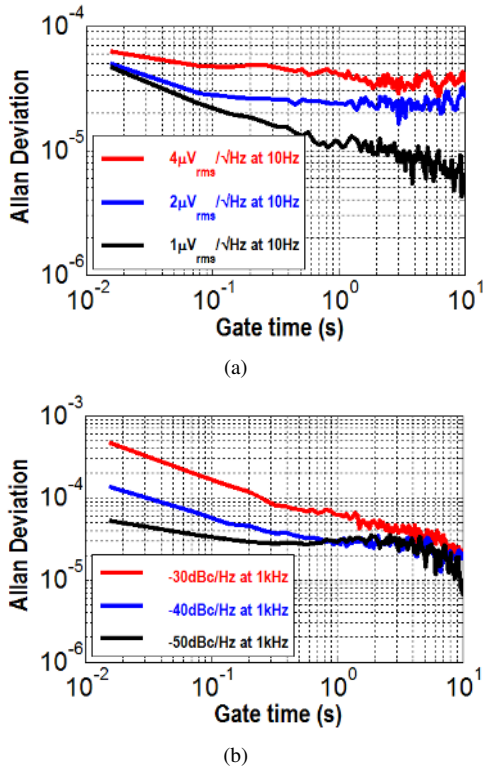 10⁻⁴
10⁻⁵
10⁻⁶
Allan Deviation
4μV_rms/√Hz at 10Hz
2μV_rms/√Hz at 10Hz
1μV_rms/√Hz at 10Hz
10⁻² 10⁻¹ 10⁰ 10¹
Gate time (s)
(a)
10⁻³
10⁻⁴
10⁻⁵
10⁻⁶
Allan Deviation
-30dBc/Hz at 1kHz
-40dBc/Hz at 1kHz
-50dBc/Hz at 1kHz
10⁻² 10⁻¹ 10⁰ 10¹
Gate time (s)
(b)